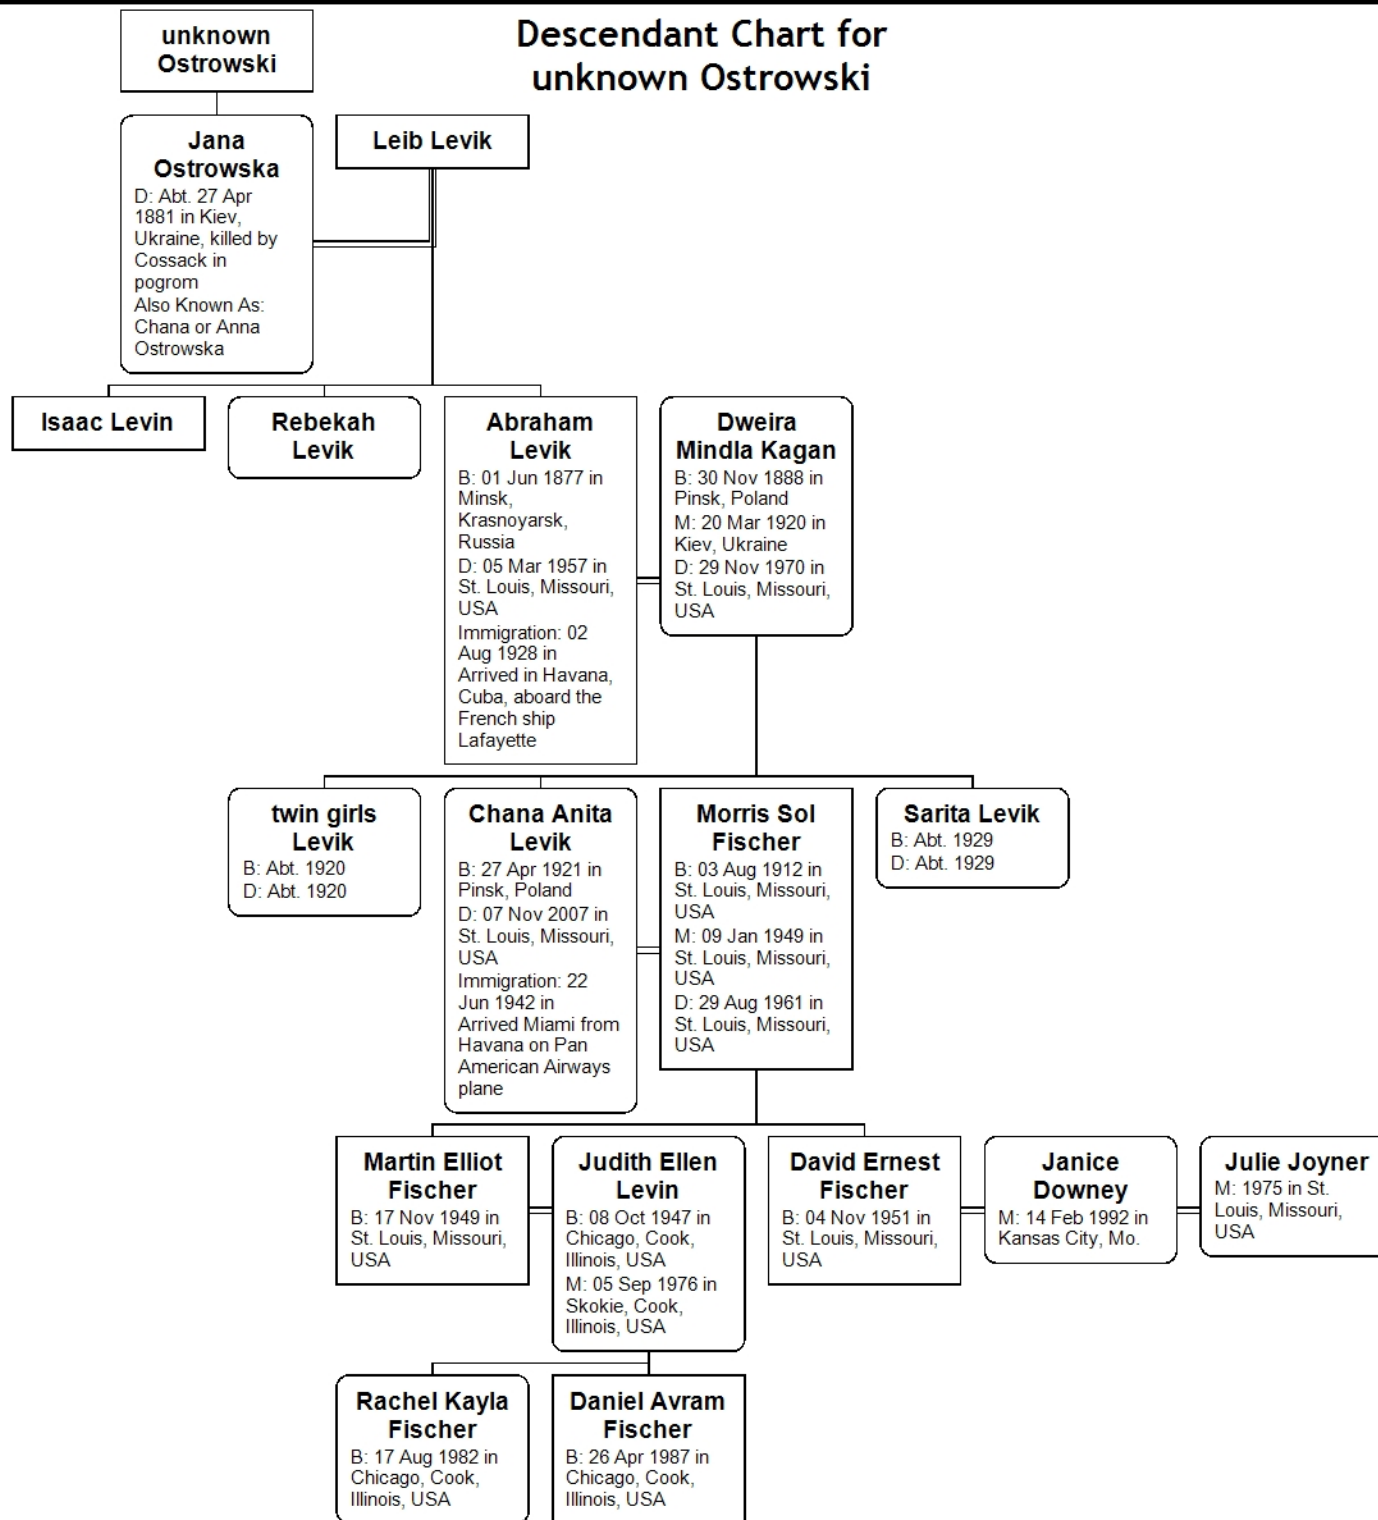 Descendant Chart for
unknown Ostrowski
unknown
Ostrowski
Jana
Ostrowska
D: Abt. 27 Apr
1881 in Kiev,
Ukraine, killed by
Cossack in
pogrom
Also Known As:
Chana or Anna
Ostrowska
Leib Levik
Isaac Levin
Rebekah
Levik
Abraham
Levik
B: 01 Jun 1877 in
Minsk,
Krasnoyarsk,
Russia
D: 05 Mar 1957 in
St. Louis, Missouri,
USA
Immigration: 02
Aug 1928 in
Arrived in Havana,
Cuba, aboard the
French ship
Lafayette
Dweira
Mindla Kagan
B: 30 Nov 1888 in
Pinsk, Poland
M: 20 Mar 1920 in
Kiev, Ukraine
D: 29 Nov 1970 in
St. Louis, Missouri,
USA
twin girls
Levik
B: Abt. 1920
D: Abt. 1920
Chana Anita
Levik
B: 27 Apr 1921 in
Pinsk, Poland
D: 07 Nov 2007 in
St. Louis, Missouri,
USA
Immigration: 22
Jun 1942 in
Arrived Miami from
Havana on Pan
American Airways
plane
Morris Sol
Fischer
B: 03 Aug 1912 in
St. Louis, Missouri,
USA
M: 09 Jan 1949 in
St. Louis, Missouri,
USA
D: 29 Aug 1961 in
St. Louis, Missouri,
USA
Sarita Levik
B: Abt. 1929
D: Abt. 1929
Martin Elliot
Fischer
B: 17 Nov 1949 in
St. Louis, Missouri,
USA
Judith Ellen
Levin
B: 08 Oct 1947 in
Chicago, Cook,
Illinois, USA
M: 05 Sep 1976 in
Skokie, Cook,
Illinois, USA
David Ernest
Fischer
B: 04 Nov 1951 in
St. Louis, Missouri,
USA
Janice
Downey
M: 14 Feb 1992 in
Kansas City, Mo.
Julie Joyner
M: 1975 in St.
Louis, Missouri,
USA
Rachel Kayla
Fischer
B: 17 Aug 1982 in
Chicago, Cook,
Illinois, USA
Daniel Avram
Fischer
B: 26 Apr 1987 in
Chicago, Cook,
Illinois, USA